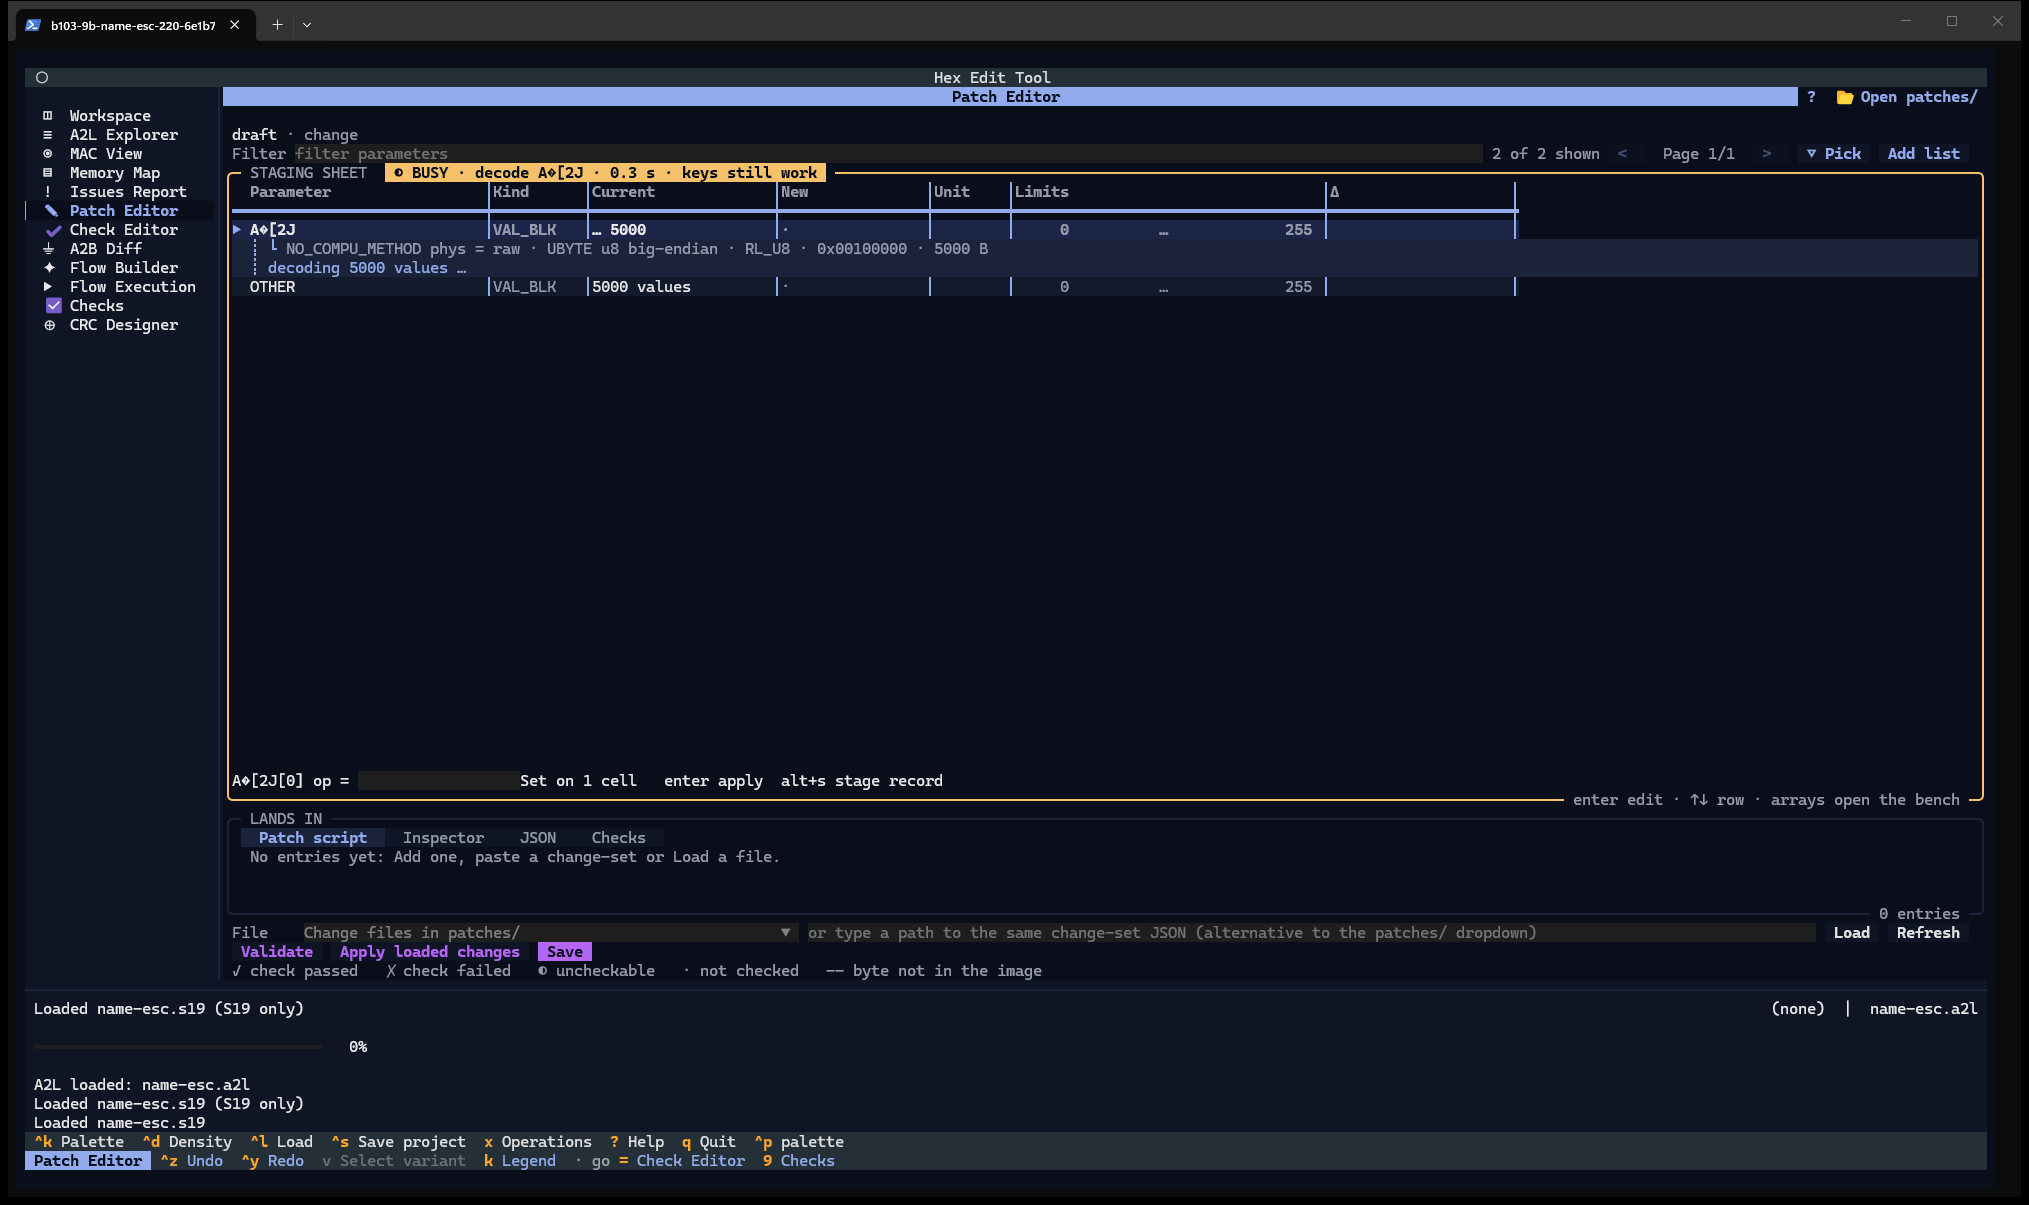 b103-9b-name-esc-220-6e1b7
Hex Edit Tool
Patch Editor ? Open patches/
Workspace
A2L Explorer
MAC View
Memory Map
Issues Report
Patch Editor
Check Editor
A2B Diff
Flow Builder
Flow Execution
Checks
CRC Designer
draft · change
Filter filter parameters 2 of 2 shown < Page 1/1 > ▽ Pick Add list
STAGING SHEET ◐ BUSY · decode A�[2J · 0.3 s · keys still work
Parameter Kind Current New Unit Limits Δ
▶ A�[2J VAL_BLK … 5000 · 0 … 255
└ NO_COMPU_METHOD phys = raw · UBYTE u8 big-endian · RL_U8 · 0x00100000 · 5000 B
decoding 5000 values …
OTHER VAL_BLK 5000 values · 0 … 255
A�[2J[0] op = Set on 1 cell enter apply alt+s stage record
enter edit · ↑↓ row · arrays open the bench
LANDS IN
Patch script Inspector JSON Checks
No entries yet: Add one, paste a change-set or Load a file.
0 entries
File Change files in patches/ ▼ or type a path to the same change-set JSON (alternative to the patches/ dropdown) Load Refresh
Validate Apply loaded changes Save
√ check passed ╳ check failed ◐ uncheckable · not checked -- byte not in the image
Loaded name-esc.s19 (S19 only) (none) | name-esc.a2l
0%
A2L loaded: name-esc.a2l
Loaded name-esc.s19 (S19 only)
Loaded name-esc.s19
^k Palette ^d Density ^l Load ^s Save project x Operations ? Help q Quit ^p palette
Patch Editor ^z Undo ^y Redo v Select variant k Legend · go = Check Editor 9 Checks